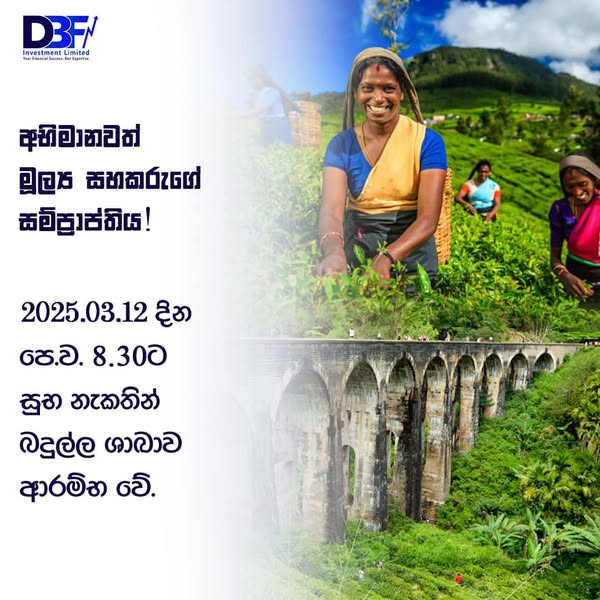 DBF
Investment Limited
Your Financial Success. Our Expertise.
අභිමානවත්
මූල්‍ය සහකරුගේ
සම්ප්‍රාප්තිය!
2025.03.12 දින
පෙ.ව. 8.30ට
සුභ නැකතින්
බදුල්ල ශාඛාව
ආරම්භ වේ.